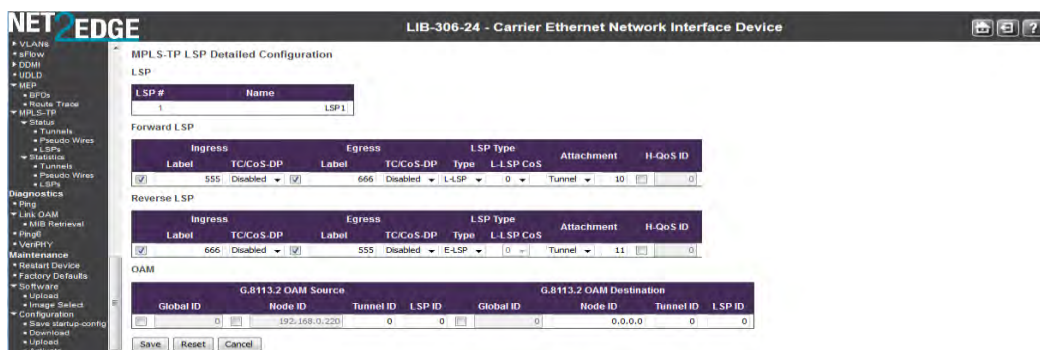 NET2EDGE
LIB-306-24 - Carrier Ethernet Network Interface Device
?
VLANs
sFlow
DDMI
UDLD
MEP
BFDs
Route Trace
MPLS-TP
Status
Tunnels
Pseudo Wires
LSPs
Statistics
Tunnels
Pseudo Wires
LSPs
Diagnostics
Ping
Link OAM
MIB Retrieval
Ping6
VeriPHY
Maintenance
Restart Device
Factory Defaults
Software
Upload
Image Select
Configuration
Save startup-config
Download
Upload
Activate
MPLS-TP LSP Detailed Configuration
LSP
LSP # Name
1 LSP1
Forward LSP
Ingress Egress LSP Type Attachment H-QoS ID
Label TC/CoS-DP Label TC/CoS-DP Type L-LSP CoS
555 Disabled 666 Disabled L-LSP 0 Tunnel 10 0
Reverse LSP
Ingress Egress LSP Type Attachment H-QoS ID
Label TC/CoS-DP Label TC/CoS-DP Type L-LSP CoS
666 Disabled 555 Disabled E-LSP 0 Tunnel 11 0
OAM
G.8113.2 OAM Source G.8113.2 OAM Destination
Global ID Node ID Tunnel ID LSP ID Global ID Node ID Tunnel ID LSP ID
0 192.168.0.220 0 0 0 0.0.0.0 0 0
Save Reset Cancel